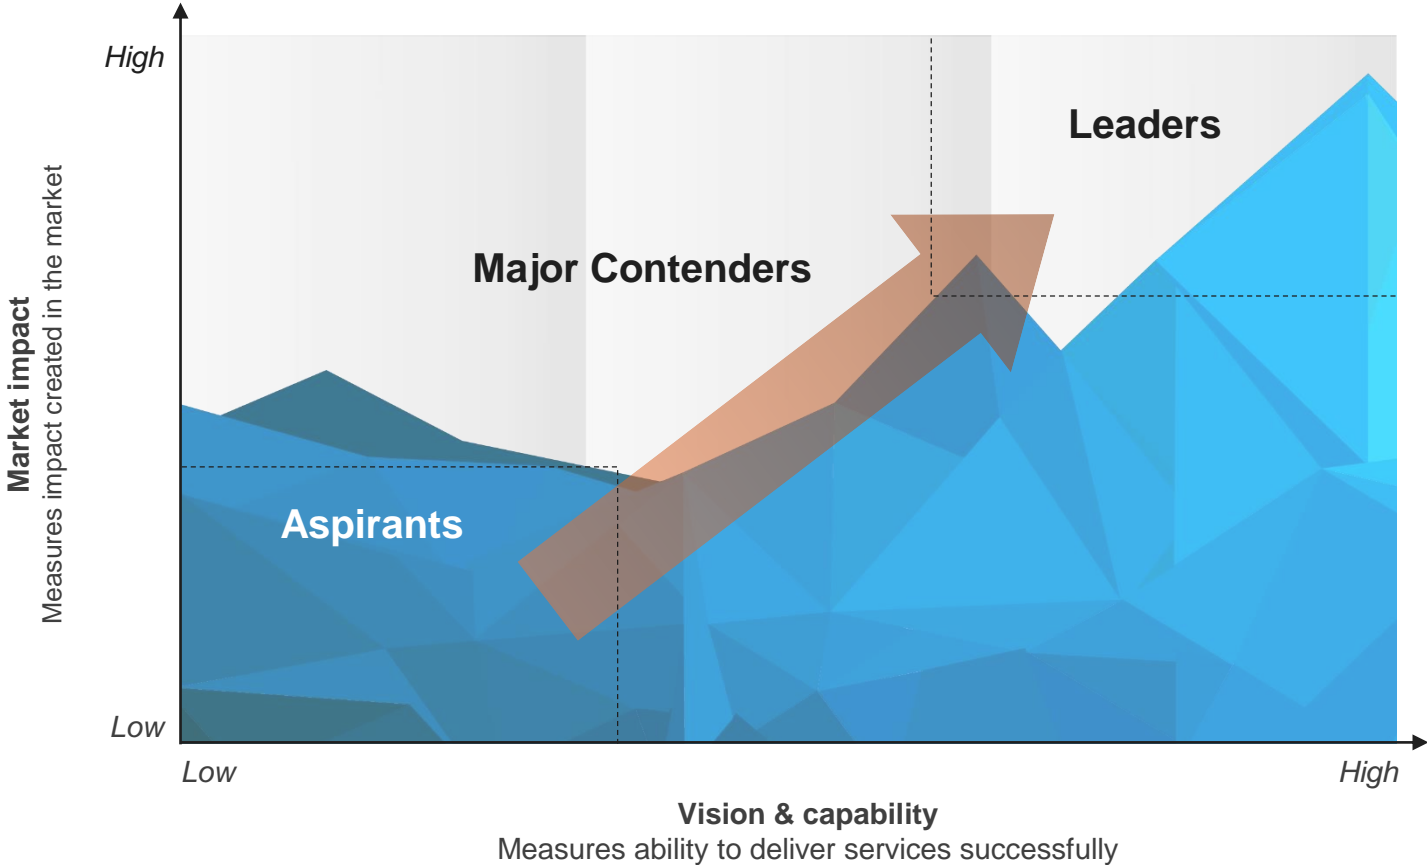 High
Leaders
Major Contenders
Market impact
Measures impact created in the market
Aspirants
Low
Low
High
Vision & capability
Measures ability to deliver services successfully